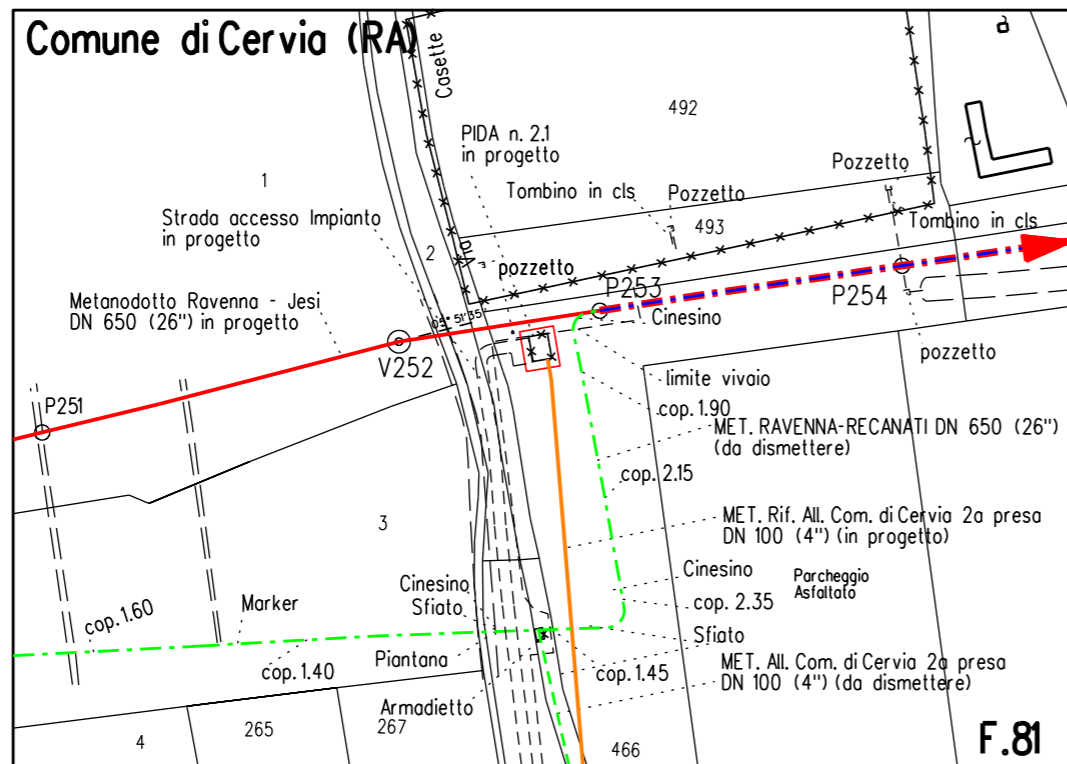 Comune di Cervia (RA)
Casette
492
PIDA n. 2.1
in progetto
Pozzetto
1
Tombino in cls
Pozzetto
Strada accesso Impianto
in progetto
493
Tombino in cls
2
Via
pozzetto
P253
P254
Metanodotto Ravenna - Jesi
DN 650 (26") in progetto
05° 51'35"
Cinesino
V252
pozzetto
limite vivaio
P251
cop. 1.90
MET. RAVENNA-RECANATI DN 650 (26")
(da dismettere)
cop. 2.15
3
MET. Rif. All. Com. di Cervia 2a presa
DN 100 (4") (in progetto)
Cinesino
Sfiato
Cinesino
Parcheggio
Asfaltato
cop. 1.60
Marker
cop. 2.35
Sfiato
cop. 1.40
Piantana
cop. 1.45
MET. All. Com. di Cervia 2a presa
DN 100 (4") (da dismettere)
Armadietto
4
265
267
466
F.81